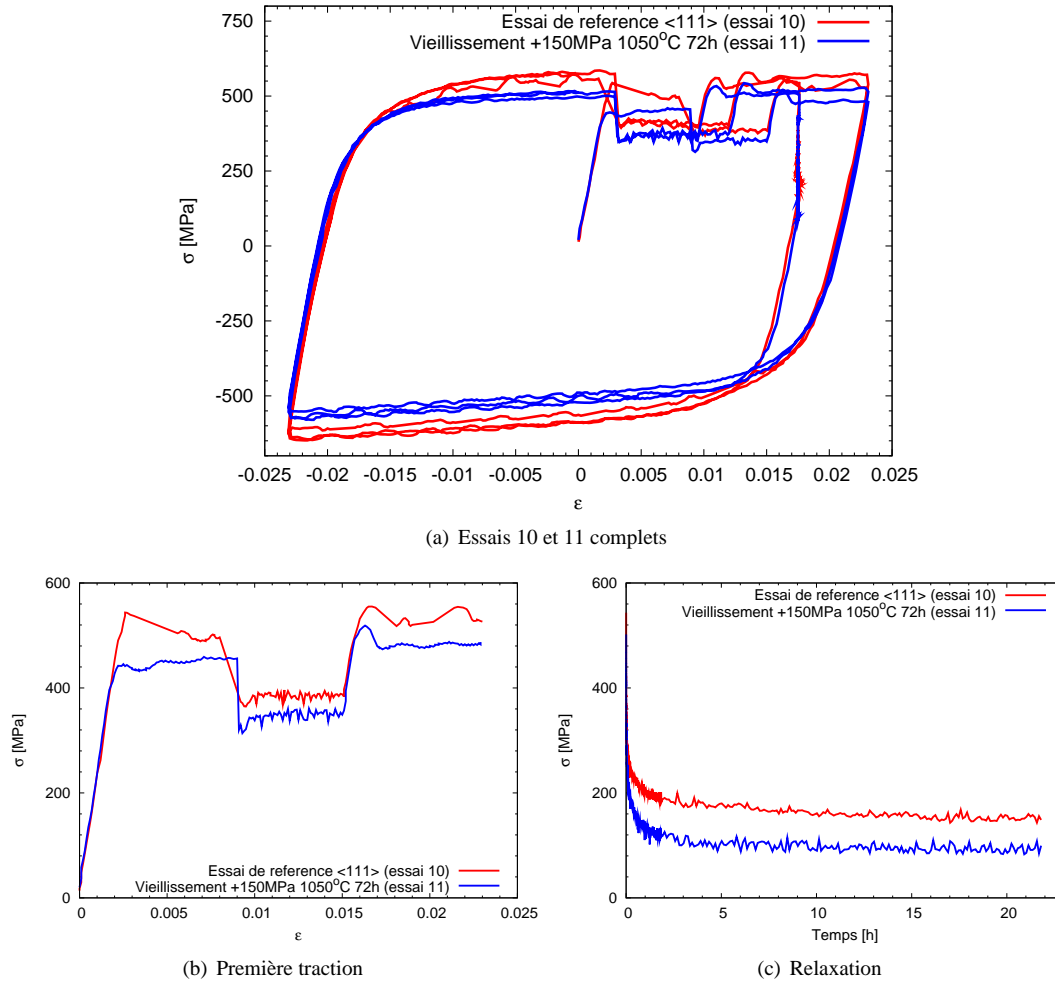 Essai de reference <111> (essai 10)
Vieillissement +150MPa 1050°C 72h (essai 11)
750
500
250
0
-250
-500
σ [MPa]
-0.025 -0.02 -0.015 -0.01 -0.005 0 0.005 0.01 0.015 0.02 0.025
ε
(a) Essais 10 et 11 complets
600
400
200
0
σ [MPa]
Essai de reference <111> (essai 10)
Vieillissement +150MPa 1050°C 72h (essai 11)
0 0.005 0.01 0.015 0.02 0.025
ε
(b) Première traction
600
400
200
0
σ [MPa]
Essai de reference <111> (essai 10)
Vieillissement +150MPa 1050°C 72h (essai 11)
0 5 10 15 20
Temps [h]
(c) Relaxation